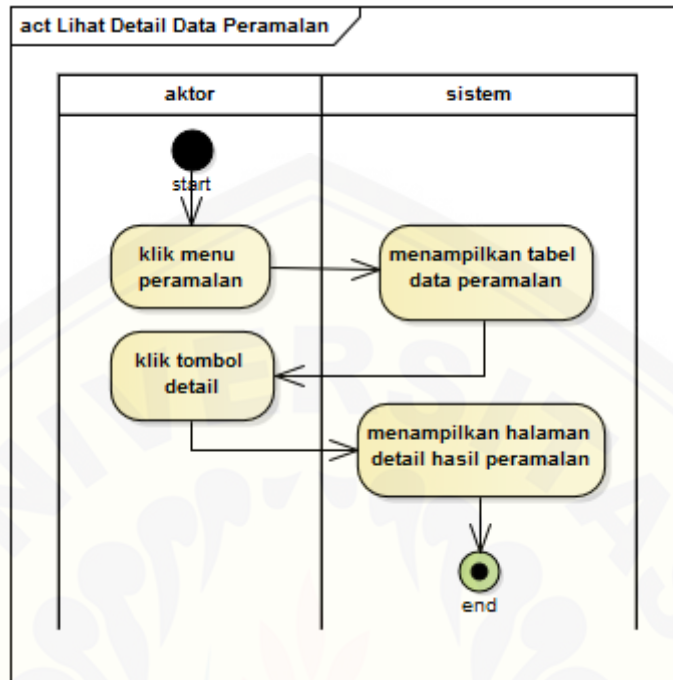 act Lihat Detail Data Peramalan
aktor
sistem
start
klik menu
peramalan
menampilkan tabel
data peramalan
klik tombol
detail
menampilkan halaman
detail hasil peramalan
end
UNIVERSITAS